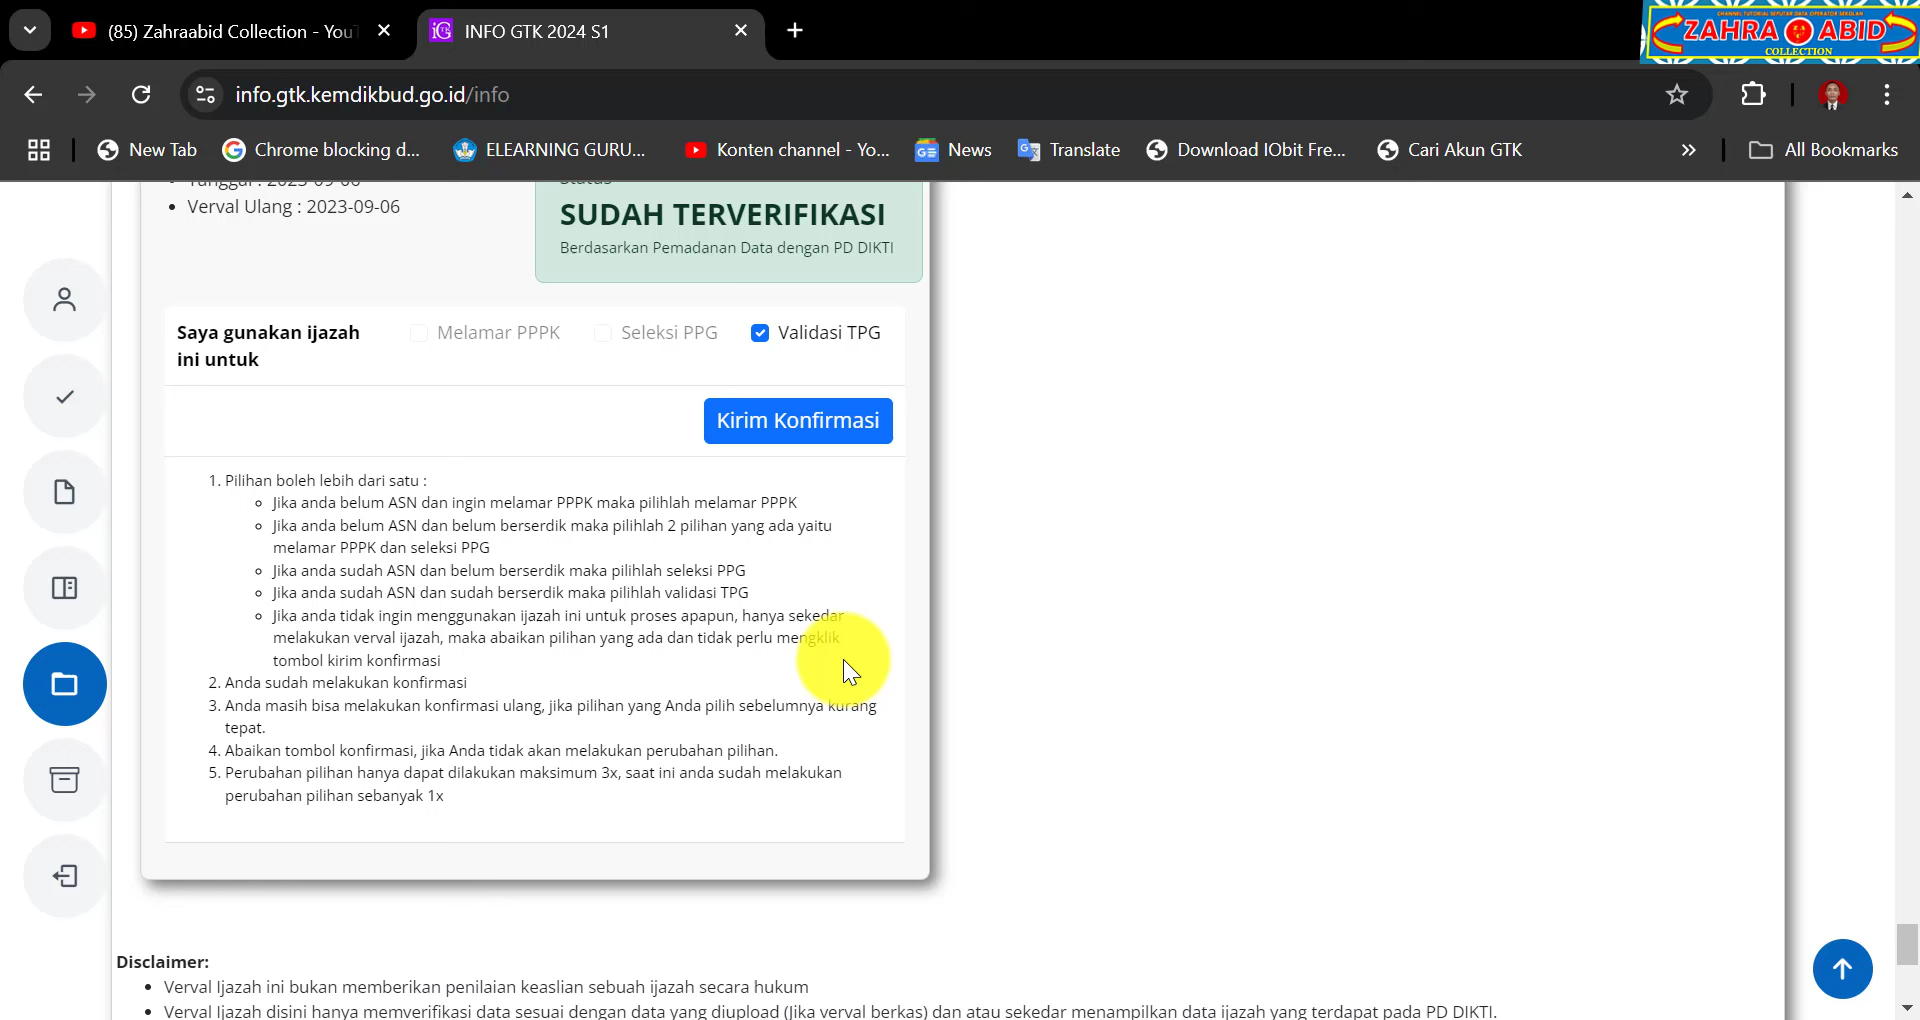 (85) Zahraabid Collection - You
INFO GTK 2024 S1
ZAHRA ABID
COLLECTION
info.gtk.kemdikbud.go.id/info
New Tab
Chrome blocking d...
ELEARNING GURU...
Konten channel - Yo...
News
Translate
Download IObit Fre...
Cari Akun GTK
All Bookmarks
Tanggal : 2023-09-06
Status
• Verval Ulang : 2023-09-06
SUDAH TERVERIFIKASI
Berdasarkan Pemadanan Data dengan PD DIKTI
Saya gunakan ijazah
ini untuk
Melamar PPPK
Seleksi PPG
Validasi TPG
Kirim Konfirmasi
1. Pilihan boleh lebih dari satu :
Jika anda belum ASN dan ingin melamar PPPK maka pilihlah melamar PPPK
Jika anda belum ASN dan belum berserdik maka pilihlah 2 pilihan yang ada yaitu
melamar PPPK dan seleksi PPG
Jika anda sudah ASN dan belum berserdik maka pilihlah seleksi PPG
Jika anda sudah ASN dan sudah berserdik maka pilihlah validasi TPG
Jika anda tidak ingin menggunakan ijazah ini untuk proses apapun, hanya sekedar
melakukan verval ijazah, maka abaikan pilihan yang ada dan tidak perlu mengklik
tombol kirim konfirmasi
2. Anda sudah melakukan konfirmasi
3. Anda masih bisa melakukan konfirmasi ulang, jika pilihan yang Anda pilih sebelumnya kurang
tepat.
4. Abaikan tombol konfirmasi, jika Anda tidak akan melakukan perubahan pilihan.
5. Perubahan pilihan hanya dapat dilakukan maksimum 3x, saat ini anda sudah melakukan
perubahan pilihan sebanyak 1x
Disclaimer:
• Verval Ijazah ini bukan memberikan penilaian keaslian sebuah ijazah secara hukum
• Verval Ijazah disini hanya memverifikasi data sesuai dengan data yang diupload (Jika verval berkas) dan atau sekedar menampilkan data ijazah yang terdapat pada PD DIKTI.